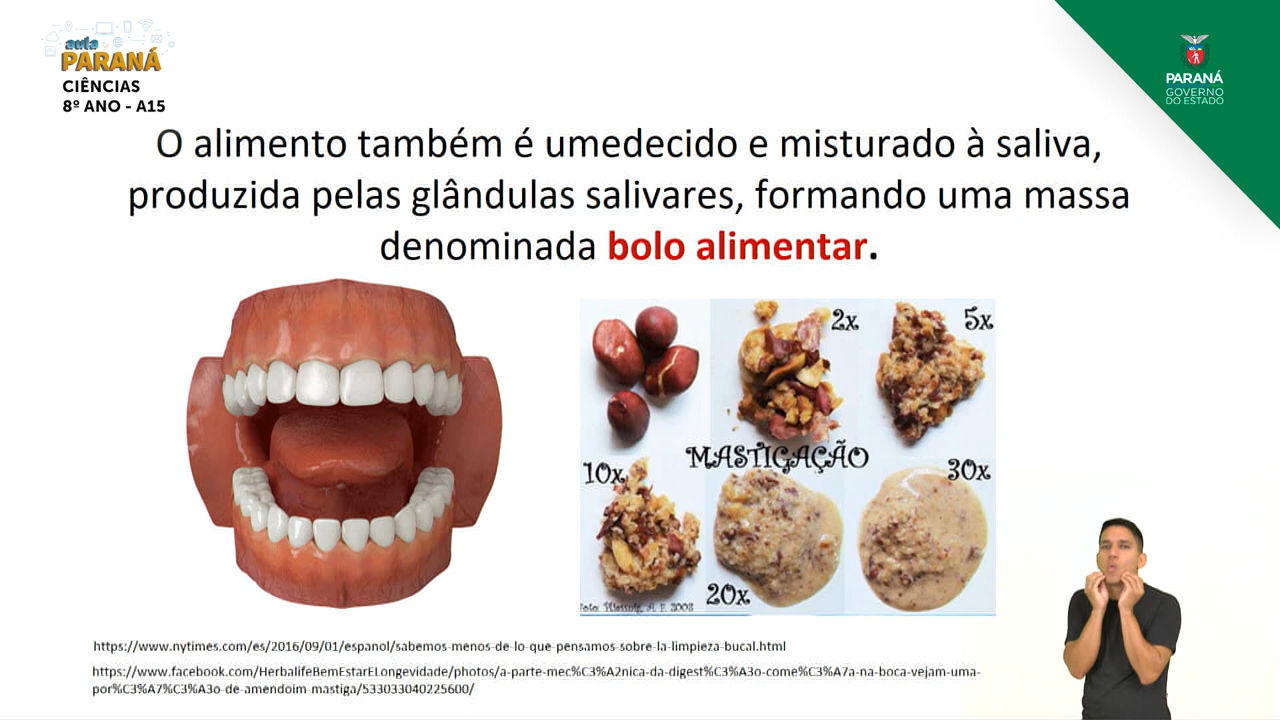 aula
PARANÁ
CIÊNCIAS
8º ANO - A15
PARANÁ
GOVERNO
DO ESTADO
O alimento também é umedecido e misturado à saliva,
produzida pelas glândulas salivares, formando uma massa
denominada bolo alimentar.
2x
5x
MASTIGAÇÃO
10x
30x
20x
https://www.nytimes.com/es/2016/09/01/espanol/sabemos-menos-de-lo-que-pensamos-sobre-la-limpieza-bucal.html
https://www.facebook.com/HerbalifeBemEstarELongevidade/photos/a-parte-mec%C3%A2nica-da-digest%C3%A3o-come%C3%A7a-na-boca-vejam-uma-
por%C3%A7%C3%A3o-de-amendoim-mastiga/533033040225600/